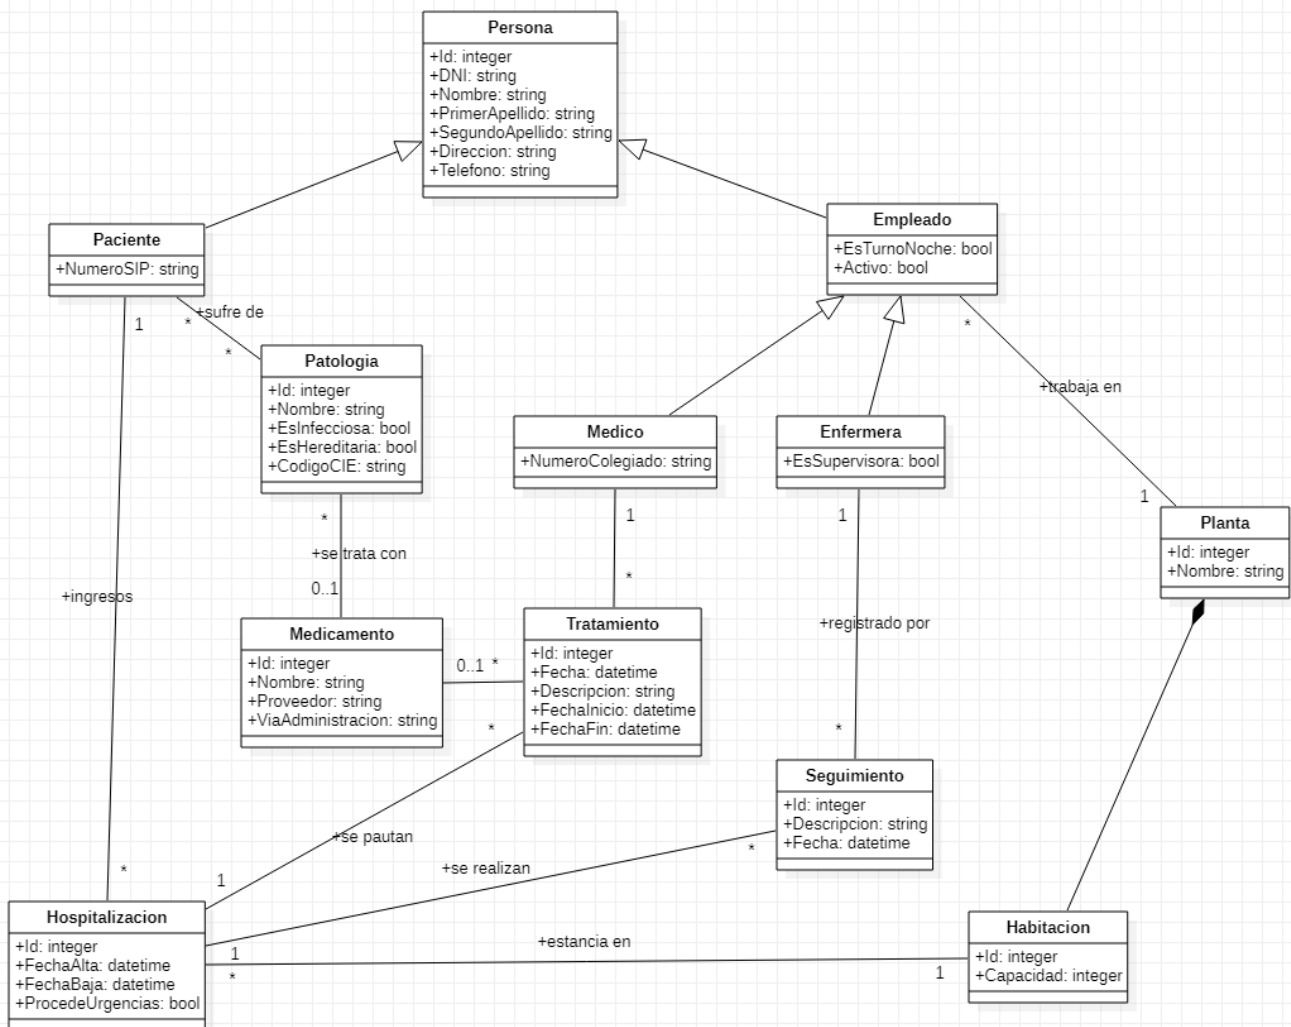 Persona
+Id: integer
+DNI: string
+Nombre: string
+PrimerApellido: string
+SegundoApellido: string
+Direccion: string
+Telefono: string
Paciente
+NumeroSIP: string
Empleado
+EsTurnoNoche: bool
+Activo: bool
1
*
+sufre de
*
*
+trabaja en
1
Patologia
+Id: integer
+Nombre: string
+EsInfecciosa: bool
+EsHereditaria: bool
+CodigoCIE: string
Medico
+NumeroColegiado: string
Enfermera
+EsSupervisora: bool
Planta
+Id: integer
+Nombre: string
*
+se trata con
0..1
1
*
1
+registrado por
*
+ingresos
*
Medicamento
+Id: integer
+Nombre: string
+Proveedor: string
+ViaAdministracion: string
0..1
*
Tratamiento
+Id: integer
+Fecha: datetime
+Descripcion: string
+FechaInicio: datetime
+FechaFin: datetime
*
+se pautan
1
Seguimiento
+Id: integer
+Descripcion: string
+Fecha: datetime
*
+se realizan
1
Hospitalizacion
+Id: integer
+FechaAlta: datetime
+FechaBaja: datetime
+ProcedeUrgencias: bool
*
+estancia en
1
Habitacion
+Id: integer
+Capacidad: integer